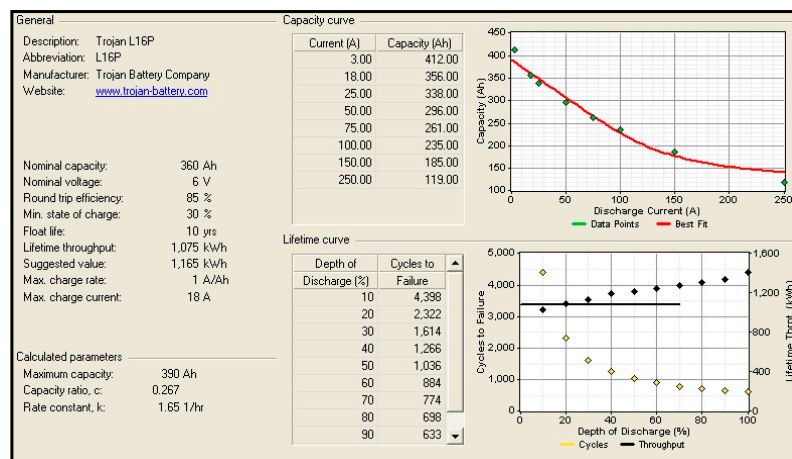 General
Description: Trojan L16P
Abbreviation: L16P
Manufacturer: Trojan Battery Company
Website: www.trojan-battery.com
Nominal capacity: 360 Ah
Nominal voltage: 6 V
Round trip efficiency: 85 %
Min. state of charge: 30 %
Float life: 10 yrs
Lifetime throughput: 1,075 kWh
Suggested value: 1,165 kWh
Max. charge rate: 1 A/Ah
Max. charge current: 18 A
Calculated parameters
Maximum capacity: 390 Ah
Capacity ratio, c: 0.267
Rate constant, k: 1.65 1/hr
Capacity curve
Current (A) Capacity (Ah)
3.00 412.00
18.00 356.00
25.00 338.00
50.00 296.00
75.00 261.00
100.00 235.00
150.00 185.00
250.00 119.00
Capacity (Ah)
450
400
350
300
250
200
150
100
0 50 100 150 200 250
Discharge Current (A)
Data Points Best Fit
Lifetime curve
Depth of Cycles to
Discharge (%) Failure
10 4,398
20 2,322
30 1,614
40 1,266
50 1,036
60 884
70 774
80 698
90 633
Cycles to Failure
5,000
4,000
3,000
2,000
1,000
0
0 20 40 60 80 100
Depth of Discharge (%)
Cycles Throughput
1,600
1,200
800
400
0
Lifetime Thrpt. (kWh)